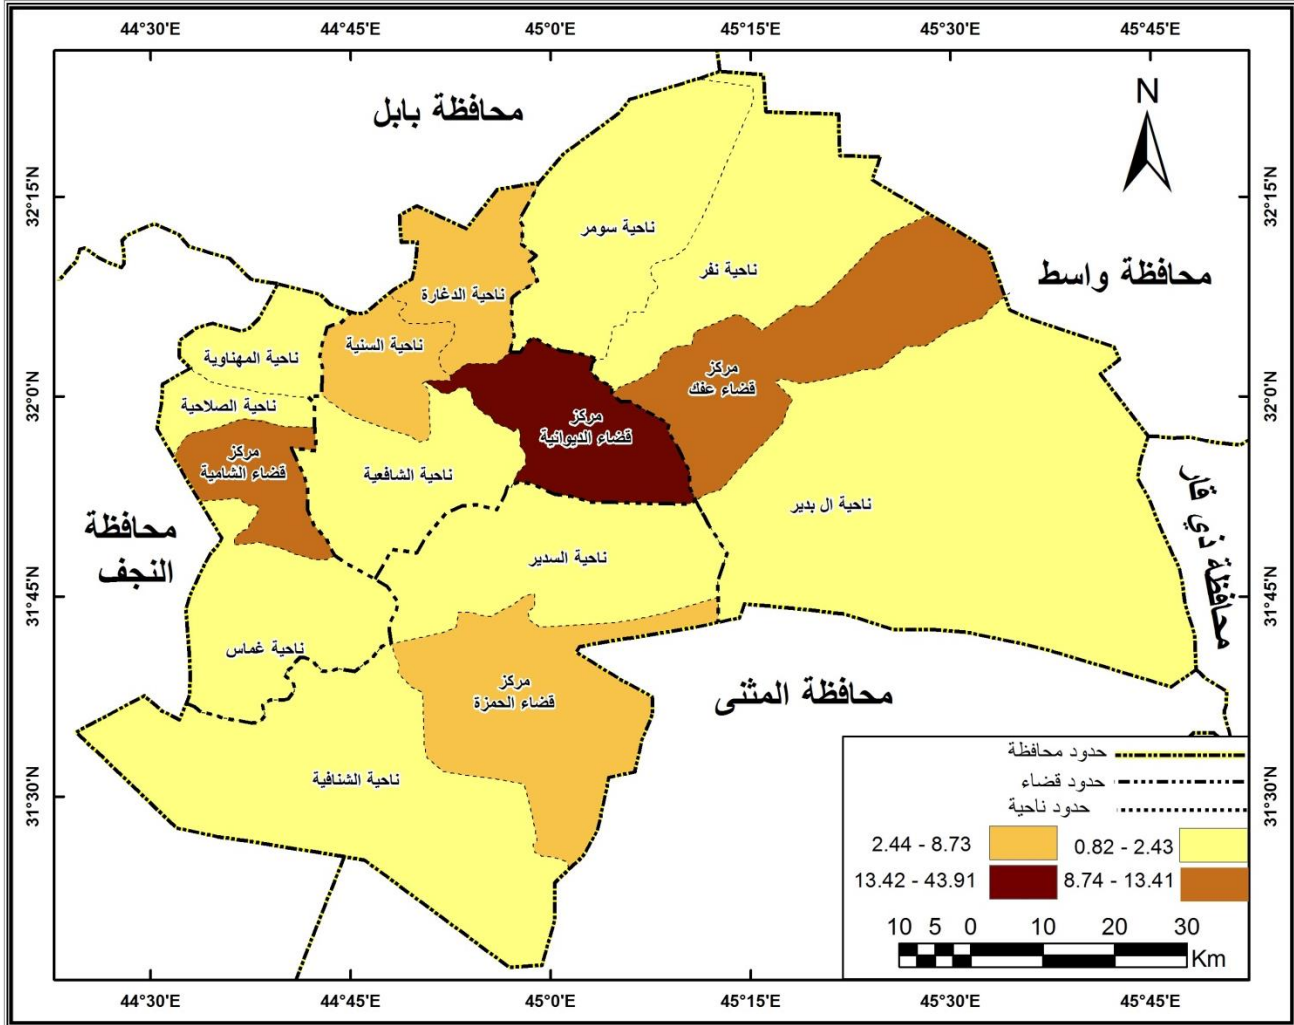 44°30'E 44°45'E 45°0'E 45°15'E 45°30'E 45°45'E
N
محافظة بابل
32°15'N 32°15'N
ناحية سومر
ناحية نفر
محافظة واسط
ناحية الدغارة
ناحية السنية
ناحية المهناوية
مركز
قضاء عفك
32°0'N 32°0'N
ناحية الصلاحية
مركز
قضاء الديوانية
مركز
قضاء الشامية
ناحية الشافعية
ناحية ال بدير
محافظة ذي قار
محافظة
النجف
ناحية السدير
31°45'N 31°45'N
ناحية غماس
مركز
قضاء الحمزة
محافظة المثنى
ناحية الشنافية
31°30'N 31°30'N
حدود محافظة
حدود قضاء
حدود ناحية
2.44 - 8.73 0.82 - 2.43
13.42 - 43.91 8.74 - 13.41
10 5 0 10 20 30
Km
44°30'E 44°45'E 45°0'E 45°15'E 45°30'E 45°45'E